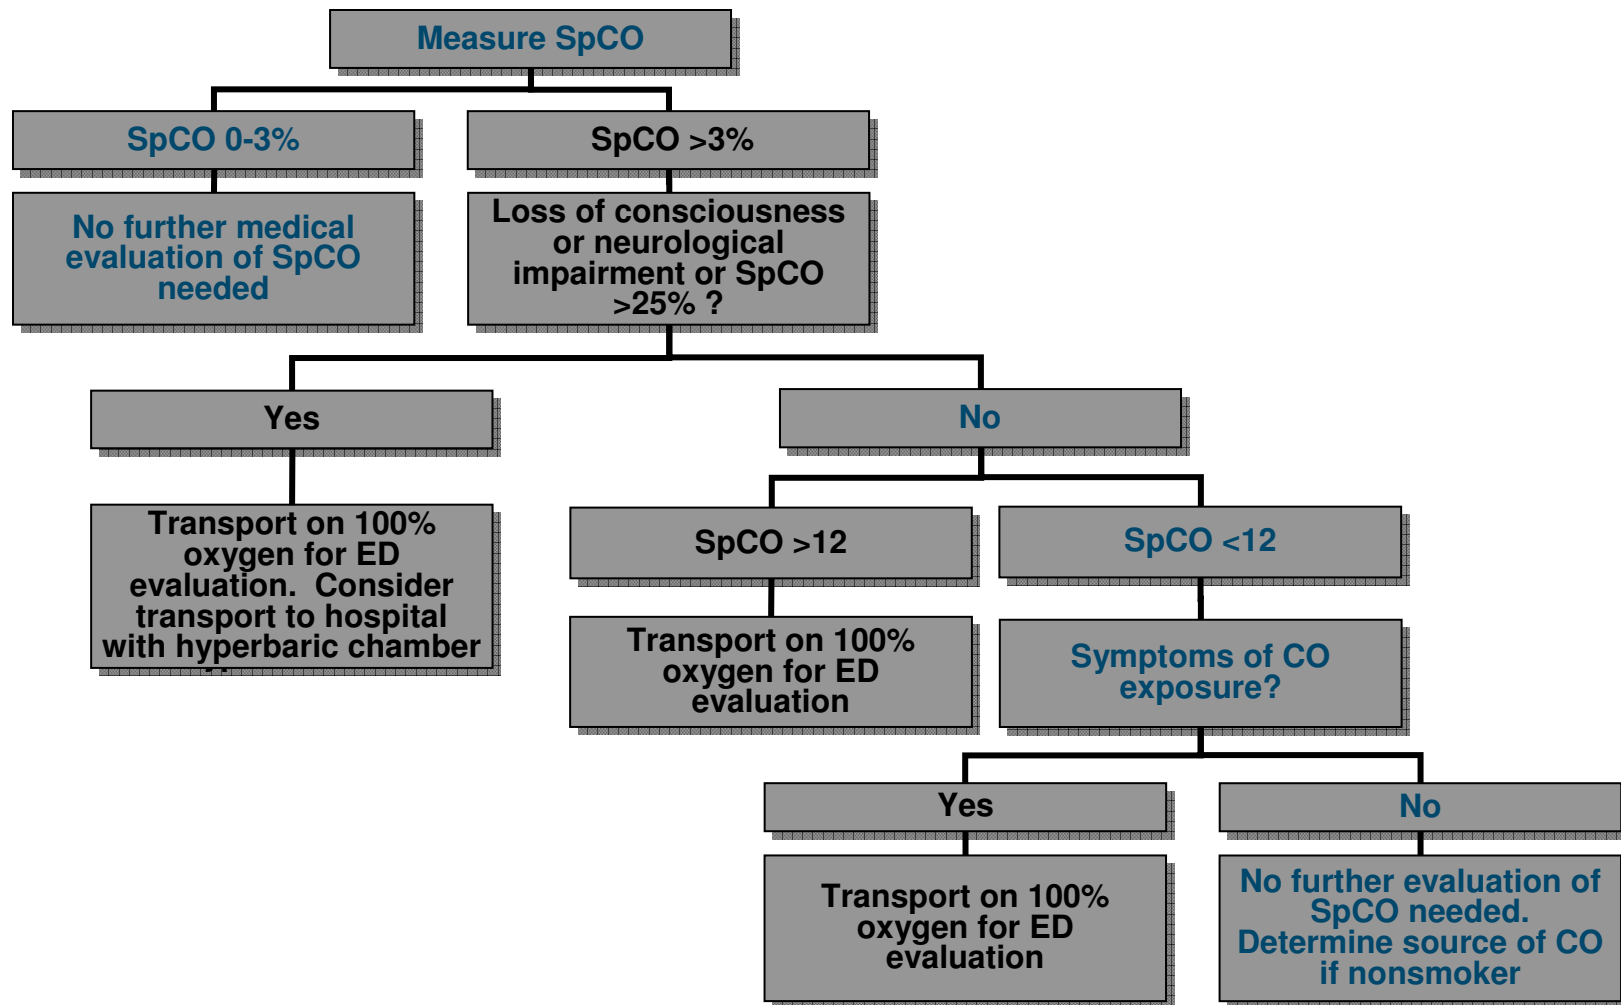 Measure SpCO
SpCO 0-3%
SpCO >3%
No further medical
evaluation of SpCO
needed
Loss of consciousness
or neurological
impairment or SpCO
>25% ?
Yes
No
Transport on 100%
oxygen for ED
evaluation.  Consider
transport to hospital
with hyperbaric chamber
SpCO >12
SpCO <12
Transport on 100%
oxygen for ED
evaluation
Symptoms of CO
exposure?
Yes
No
Transport on 100%
oxygen for ED
evaluation
No further evaluation of
SpCO needed.
Determine source of CO
if nonsmoker